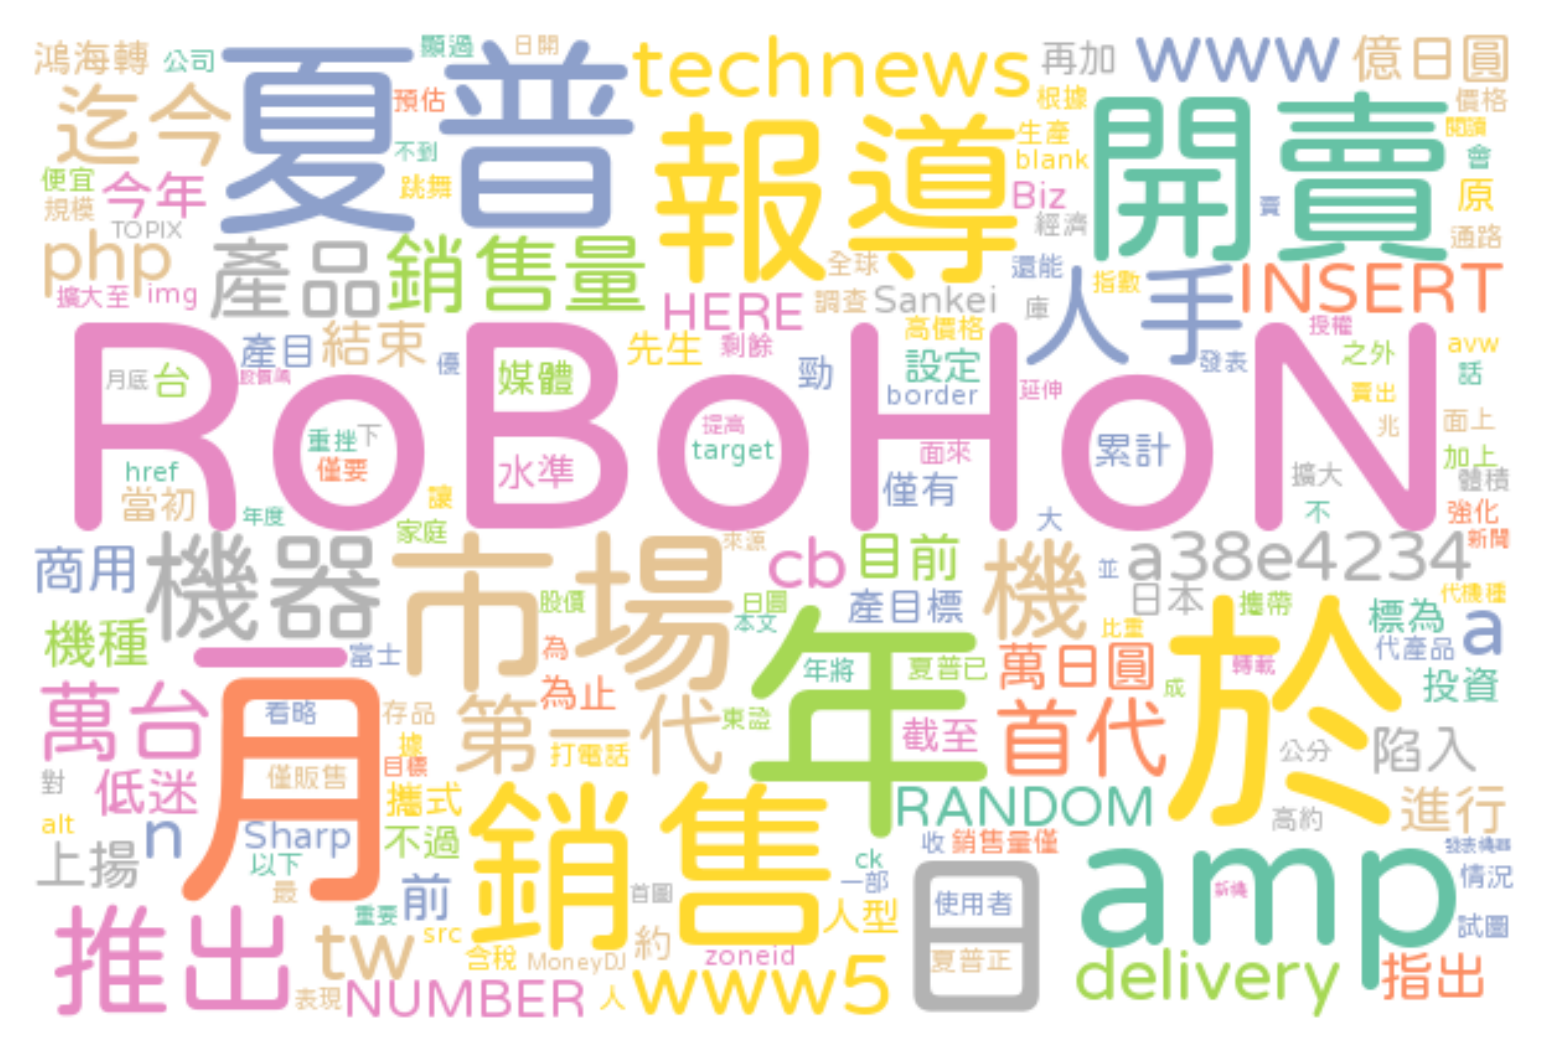 鴻海轉
公司
顯過
日開
technews
再加
www
億日圓
夏普
迄今
預估
不到
跳舞
報導
根據
生產
blank
Biz
經濟
開賣
價格
閱讀
會
原
通路
賣
便宜
今年
規模
TOPIX
php
擴大至
img
產品
銷售量
全球
調查
Sankei
HERE
還能
庫
指數
人手
INSERT
授權
RoBoHoN
產目
結束
優
月底
台
股價飆
媒體
先生
剩餘
勁
高價格
設定
border
延伸
發表
之外
avw
話
賣出
兆
面上
重挫
下
僅要
href
當初
年度
水準
讓
家庭
提高
target
面來
僅有
累計
大
擴大
不
加上
體積
強化
新聞
商用
機器
市場
來源
cb
目前
機
並
a38e4234
日本
攜帶
代機種
標為
a
機種
富士
股價
日圓
本文
產目標
比重
代產品
萬日圓
轉載
投資
月
為
為止
年
年將
夏普已
成
於
萬台
看略
存品
據
目標
第一代
打電話
東證
截至
首代
公分
陷入
對
低迷
僅販售
攜式
alt
n
Sharp
不過
上揚
以下
最
重要
前
銷售
RANDOM
高約
進行
收
銷售量僅
ck
一部
首圖
人型
日
使用者
夏普正
amp
新機
發表機器
情況
試圖
推出
tw
src
表現
NUMBER
含稅
MoneyDJ
人
約
zoneid
www5
delivery
指出